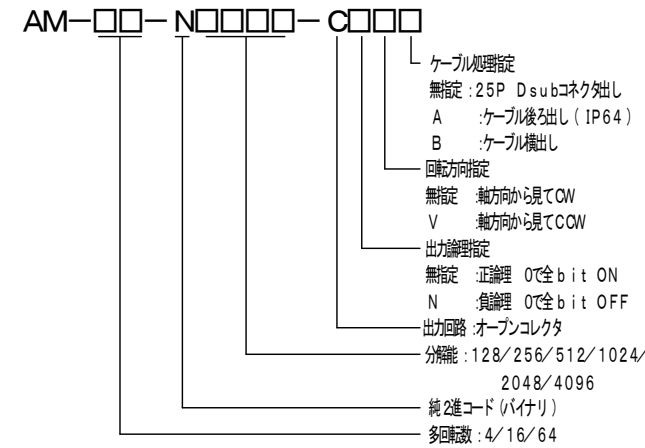 AM－□□－N□□□□－C□□□
ケーブル処理指定
無指定：25P Dsubコネクタ出し
A ：ケーブル後ろ出し(IP64)
B ：ケーブル横出し
回転方向指定
無指定 ：軸方向から見てCW
V ：軸方向から見てCCW
出力論理指定
無指定 ：正論理 0で全bit ON
N ：負論理 0で全bit OFF
出力回路：オープンコレクタ
分解能：128／256／512／1024／
2048／4096
純2進コード(バイナリ)
多回転数：4／16／64